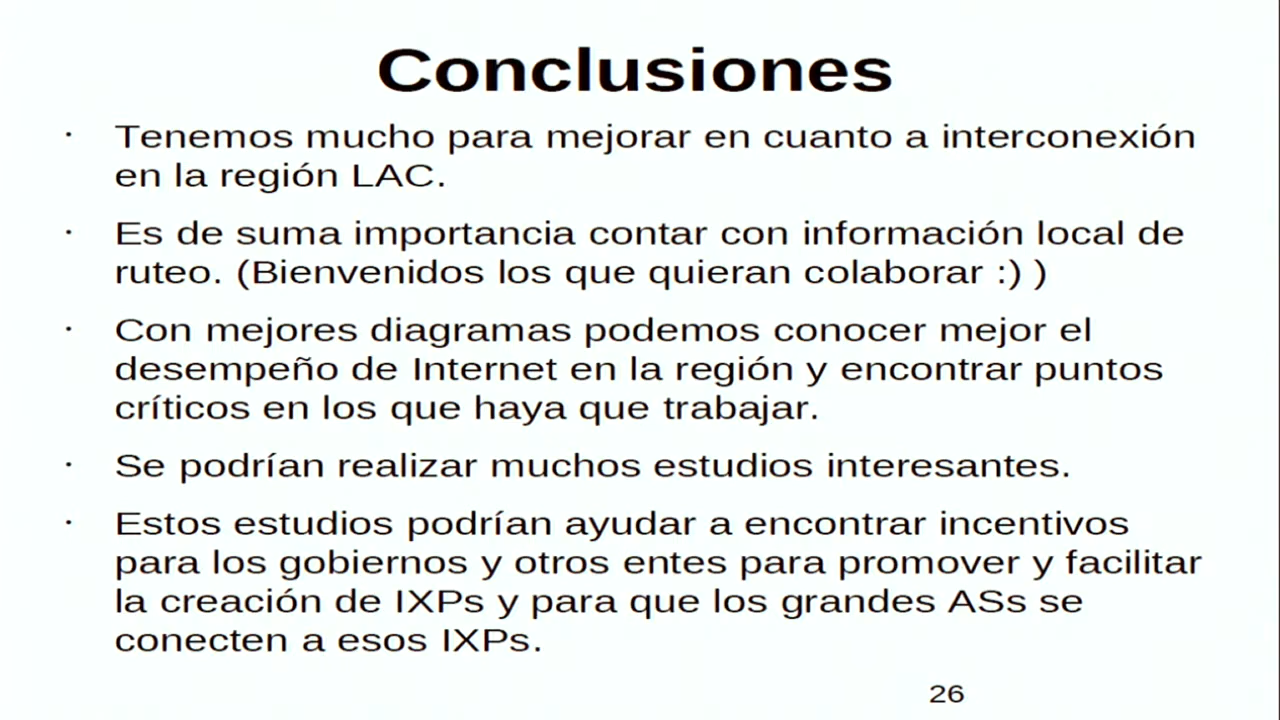 Conclusiones
· Tenemos mucho para mejorar en cuanto a interconexión
en la región LAC.
· Es de suma importancia contar con información local de
ruteo. (Bienvenidos los que quieran colaborar :) )
· Con mejores diagramas podemos conocer mejor el
desempeño de Internet en la región y encontrar puntos
críticos en los que haya que trabajar.
· Se podrían realizar muchos estudios interesantes.
· Estos estudios podrían ayudar a encontrar incentivos
para los gobiernos y otros entes para promover y facilitar
la creación de IXPs y para que los grandes ASs se
conecten a esos IXPs.
26